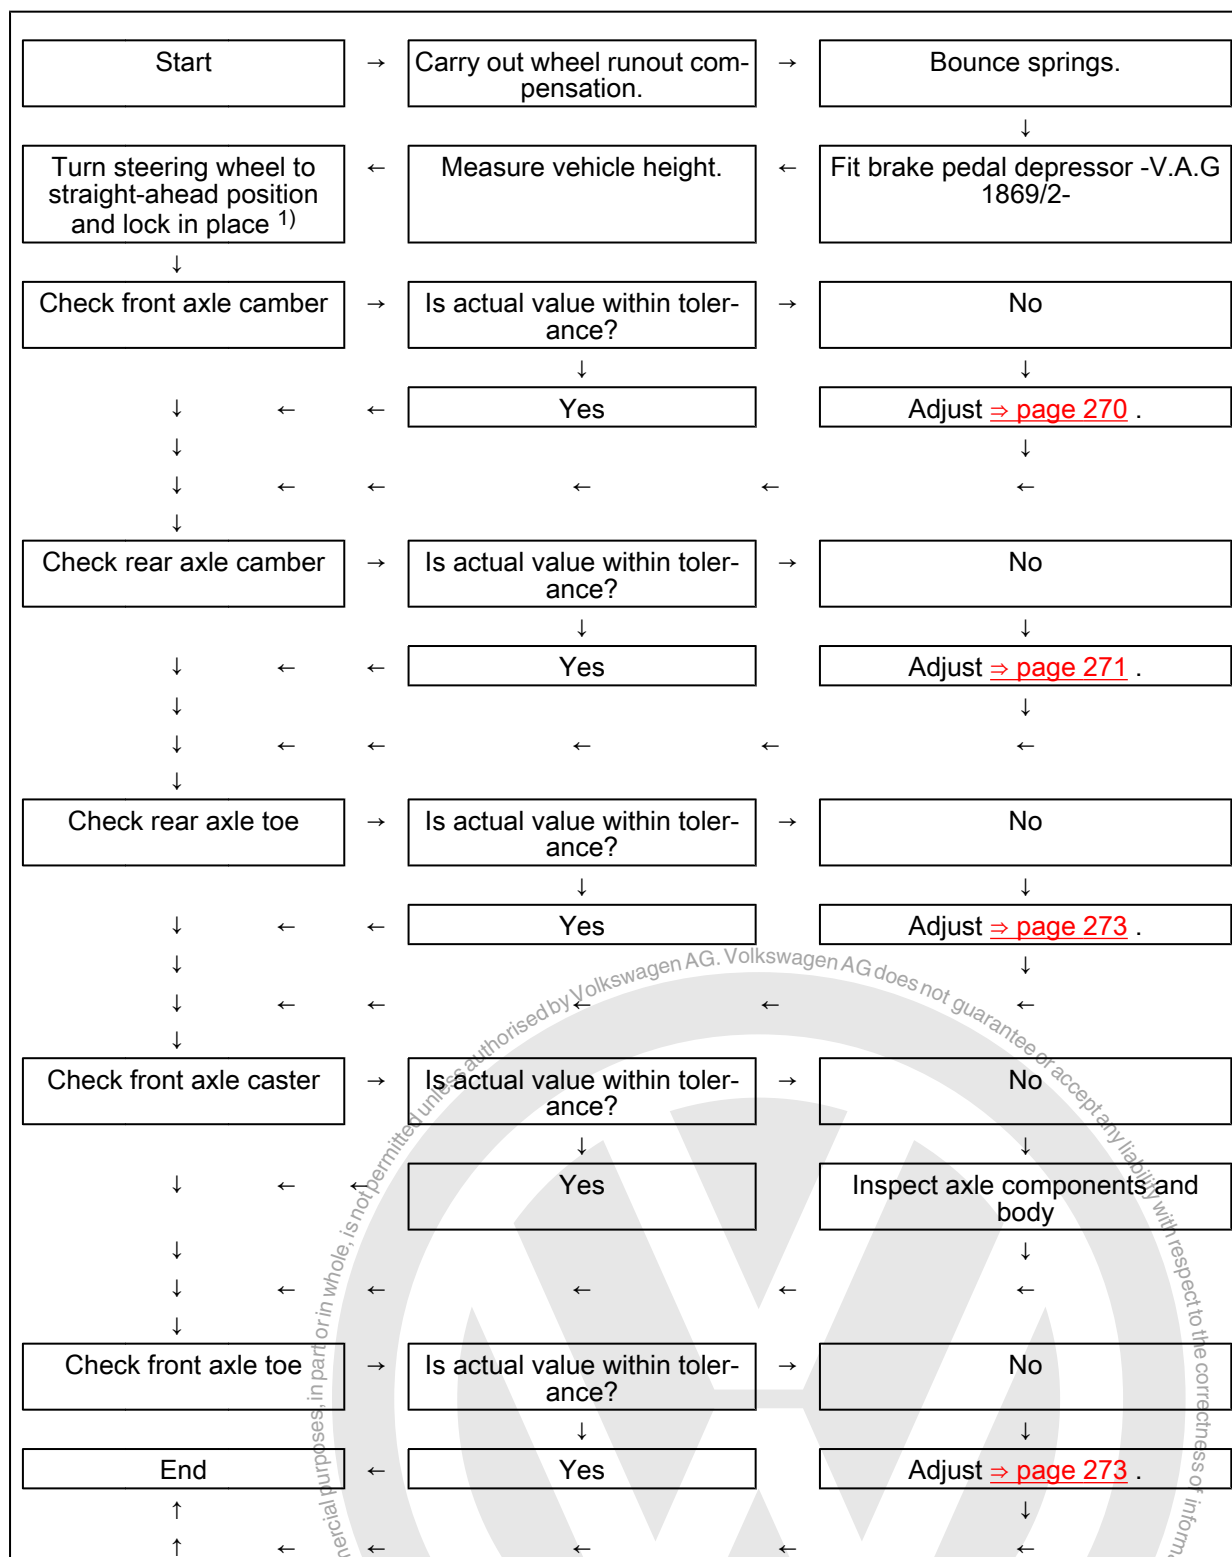 Start → Carry out wheel runout com-
pensation. → Bounce springs.
↓
Turn steering wheel to
straight-ahead position
and lock in place 1) ← Measure vehicle height. ← Fit brake pedal depressor -V.A.G
1869/2-
↓
Check front axle camber → Is actual value within toler-
ance? → No
↓ ↓
↓ ← ← Yes Adjust ⇒ page 270 .
↓ ↓
↓ ← ← ← ← ←
↓
Check rear axle camber → Is actual value within toler-
ance? → No
↓ ↓
↓ ← ← Yes Adjust ⇒ page 271 .
↓ ↓
↓ ← ← ← ← ←
↓
Check rear axle toe → Is actual value within toler-
ance? → No
↓ ↓
↓ ← ← Yes Adjust ⇒ page 273 .
↓ ↓
↓ ← ← ← ← ←
↓
Check front axle caster → Is actual value within toler-
ance? → No
↓ ↓
↓ ← ← Yes Inspect axle components and
body
↓ ↓
↓ ← ← ← ← ←
↓
Check front axle toe → Is actual value within toler-
ance? → No
↓ ↓
End ← Yes Adjust ⇒ page 273 .
↑ ↓
↑ ← ← ← ← ←
purposes, in part or in whole, is not permitted unless authorised by Volkswagen AG. Volkswagen AG does not guarantee or accept any liability with respect to the correctness of